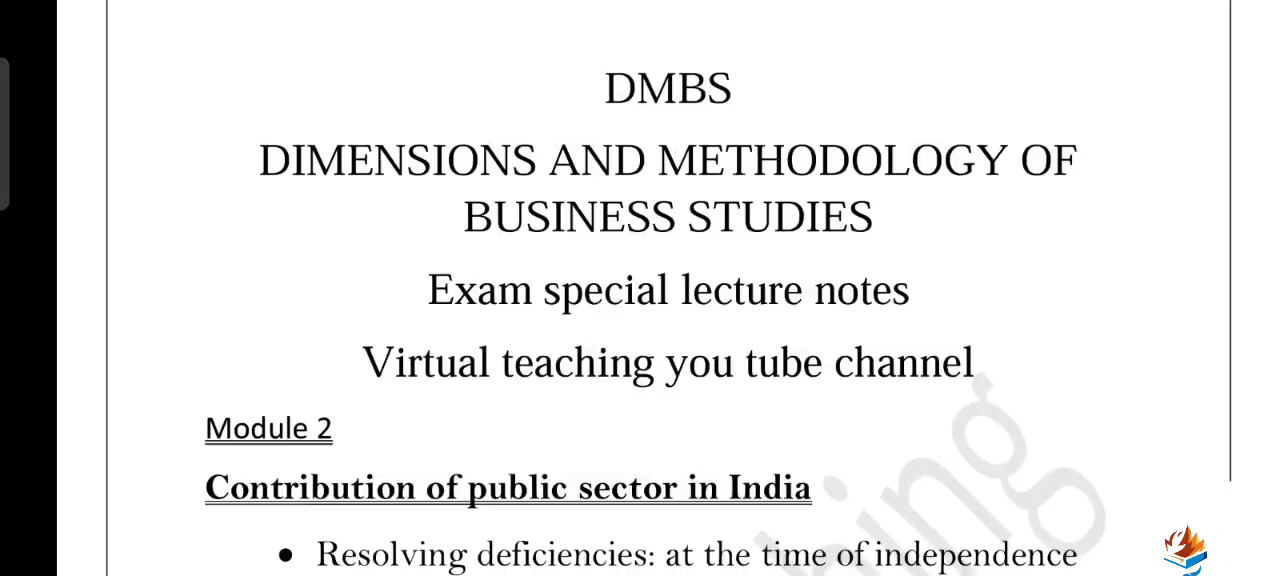 DMBS
DIMENSIONS AND METHODOLOGY OF
BUSINESS STUDIES
Exam special lecture notes
Virtual teaching you tube channel
Module 2
Contribution of public sector in India
• Resolving deficiencies: at the time of independence